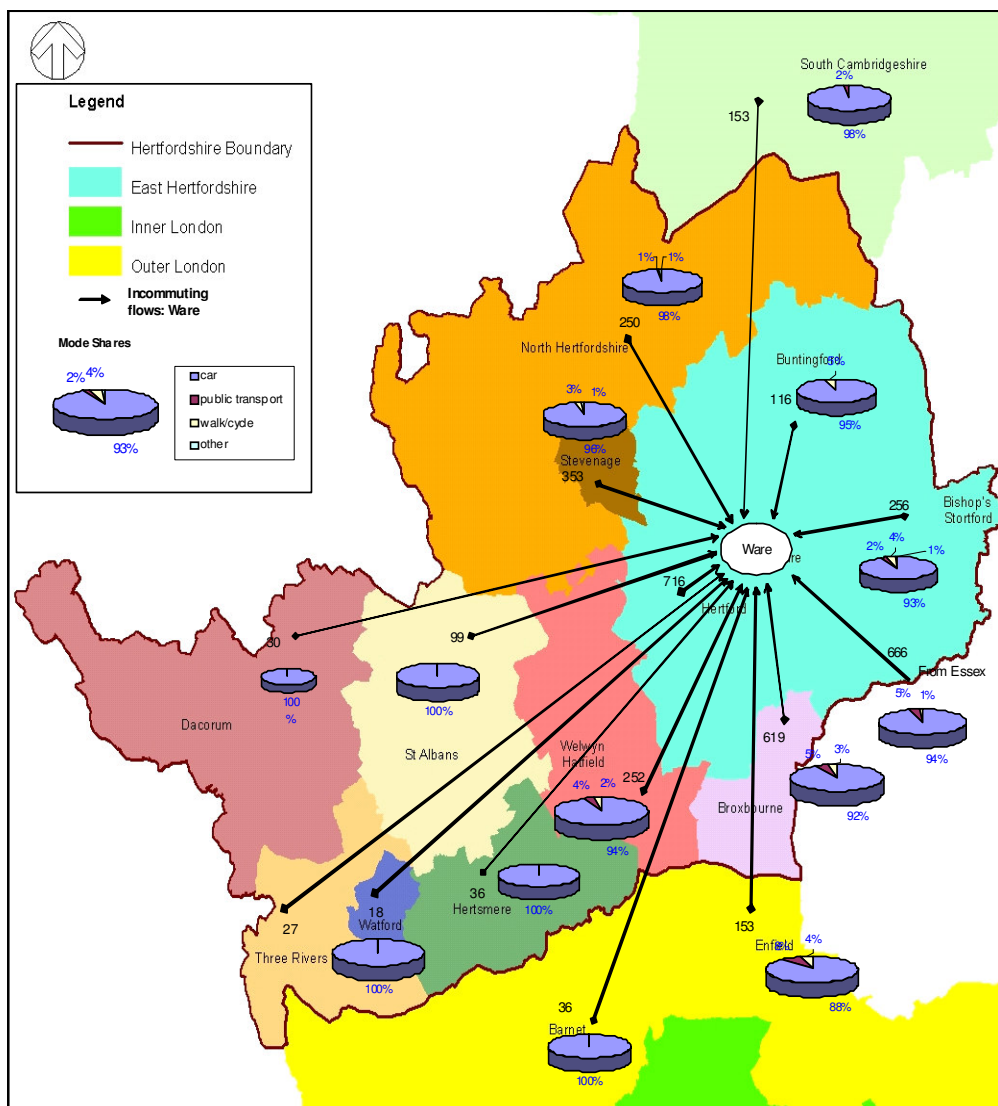 Legend
Hertfordshire Boundary
East Hertfordshire
Inner London
Outer London
Incommuting
flows: Ware
Mode Shares
2% 4%
93%
car
public transport
walk/cycle
other
South Cambridgeshire
2%
153
98%
1% 1%
98%
250
North Hertfordshire
Buntingford
116
95%
3% 1%
96%
Stevenage
353
256
Bishop's
Stortford
2% 4% 1%
93%
Ware
716
Hertford
30
99
100
%
100%
Dacorum
St Albans
666
From Essex
5% 1%
94%
619
Welwyn
Hatfield
252
4% 2%
94%
5% 3%
92%
Broxbourne
36
Hertsmere
100%
18
Watford
27
Three Rivers
100%
153
Enfield
4%
88%
36
Barnet
100%